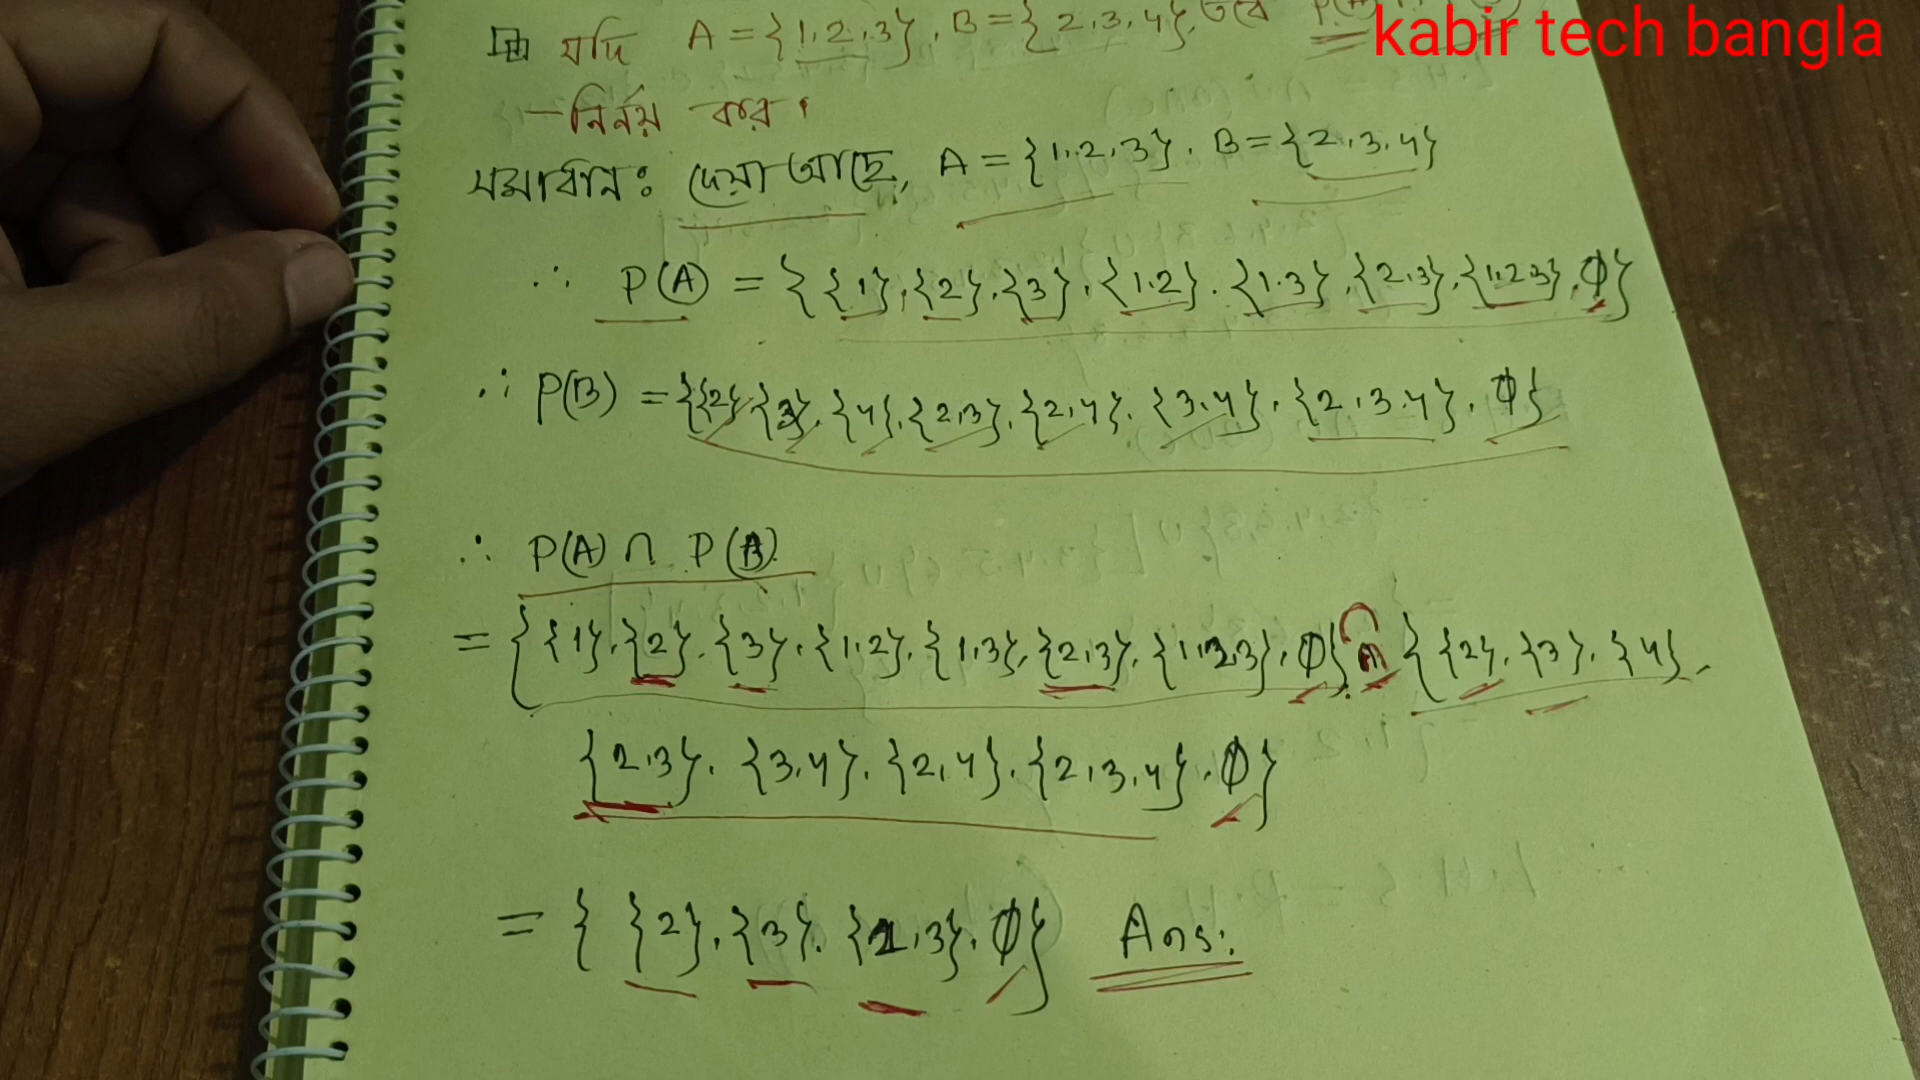 kabir tech bangla
যদি A = {1, 2, 3}, B = {2, 3, 4}, তবে
নির্নয় কর।
সমাধান: দেয়া আছে, A = {1, 2, 3}, B = {2, 3, 4}
∴ P(A) = {{1}, {2}, {3}, {1, 2}, {1, 3}, {2, 3}, {1, 2, 3}, ∅}
∴ P(B) = {{2}, {3}, {4}, {2, 3}, {2, 4}, {3, 4}, {2, 3, 4}, ∅}
∴ P(A) ∩ P(B)
= {{1}, {2}, {3}, {1, 2}, {1, 3}, {2, 3}, {1, 2, 3}, ∅} ∩ {{2}, {3}, {4},
{2, 3}, {3, 4}, {2, 4}, {2, 3, 4}, ∅}
= {{2}, {3}, {2, 3}, ∅} Ans: